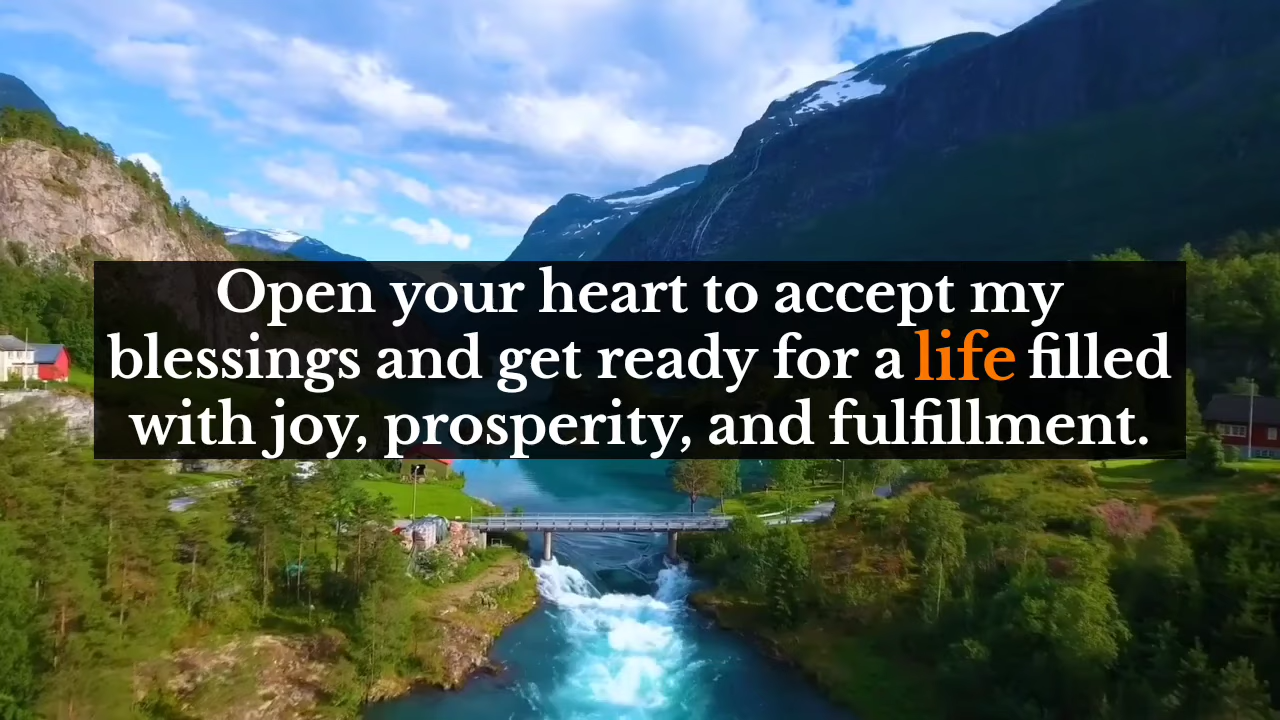 Open your heart to accept my
blessings and get ready for a life filled
with joy, prosperity, and fulfillment.